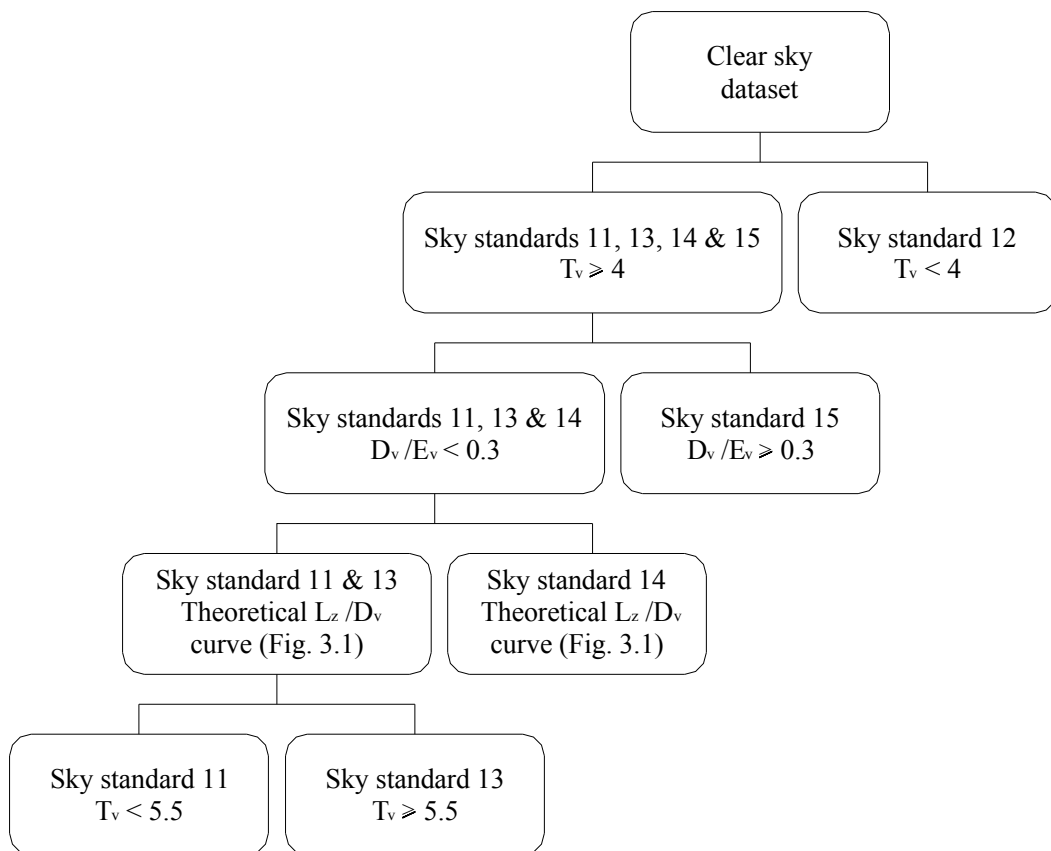 Clear sky
dataset
Sky standards 11, 13, 14 & 15
Tv ⩾ 4
Sky standard 12
Tv < 4
Sky standards 11, 13 & 14
Dv /Ev < 0.3
Sky standard 15
Dv /Ev ⩾ 0.3
Sky standard 11 & 13
Theoretical Lz /Dv
curve (Fig. 3.1)
Sky standard 14
Theoretical Lz /Dv
curve (Fig. 3.1)
Sky standard 11
Tv < 5.5
Sky standard 13
Tv ⩾ 5.5